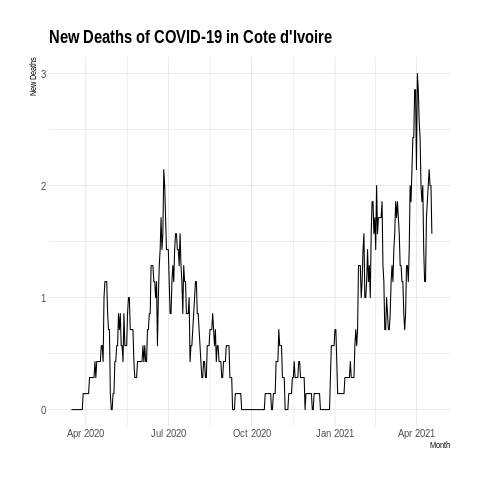 New Deaths of COVID-19 in Cote d'Ivoire
New Deaths
3
2
1
0
Apr 2020 Jul 2020 Oct 2020 Jan 2021 Apr 2021
Month